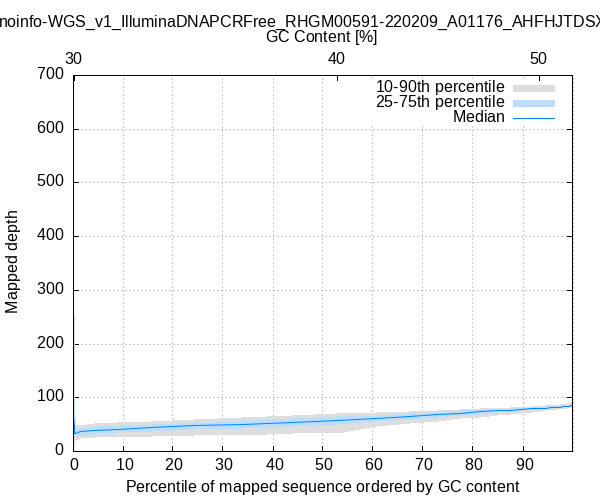 noinfo-WGS_v1_IlluminaDNAPCRFree_RHGM00591-220209_A01176_AHFHJTDSX
GC Content [%]
30 40 50
700
600
500
400
300
200
100
0
10-90th percentile
25-75th percentile
Median
Mapped depth
0 10 20 30 40 50 60 70 80 90
Percentile of mapped sequence ordered by GC content